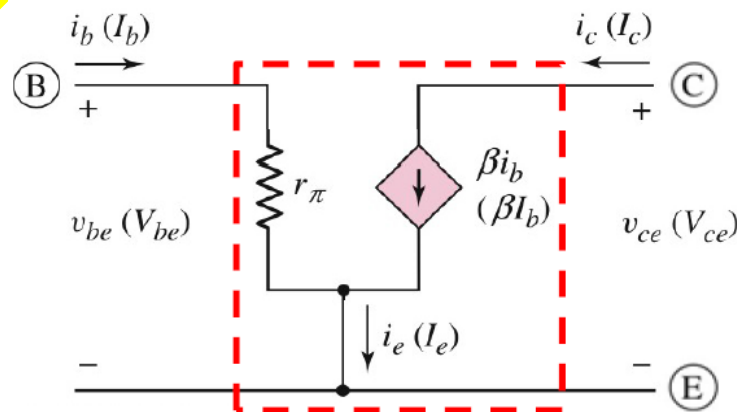 i_b (I_b)
i_c (I_c)
B
C
+
+
r_π
βi_b
(βI_b)
v_be (V_be)
v_ce (V_ce)
i_e (I_e)
−
−
E